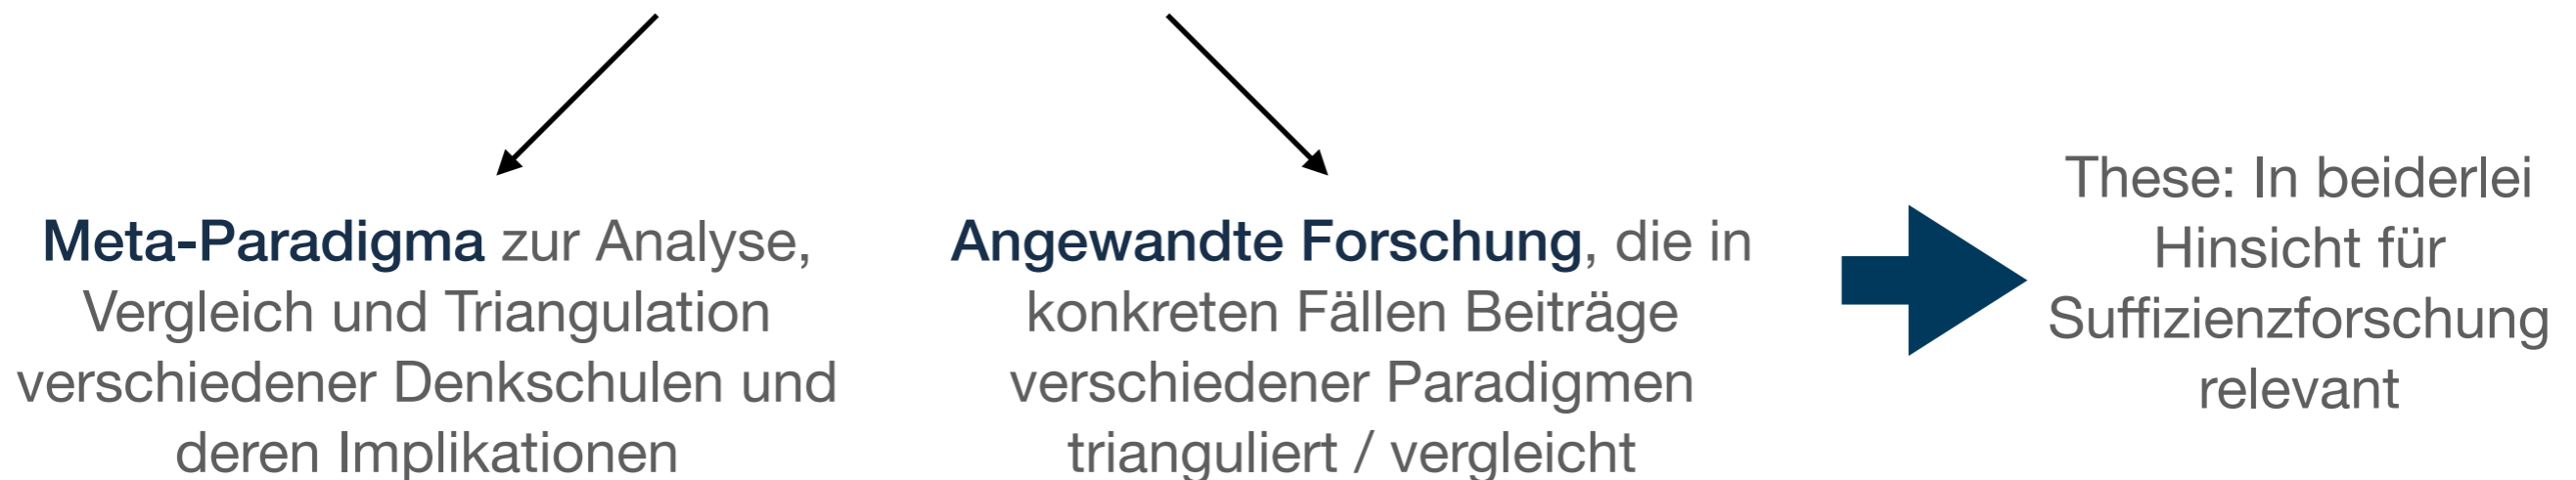 Meta-Paradigma zur Analyse,
Vergleich und Triangulation
verschiedener Denkschulen und
deren Implikationen
Angewandte Forschung, die in
konkreten Fällen Beiträge
verschiedener Paradigmen
trianguliert / vergleicht
These: In beiderlei
Hinsicht für
Suffizienzforschung
relevant